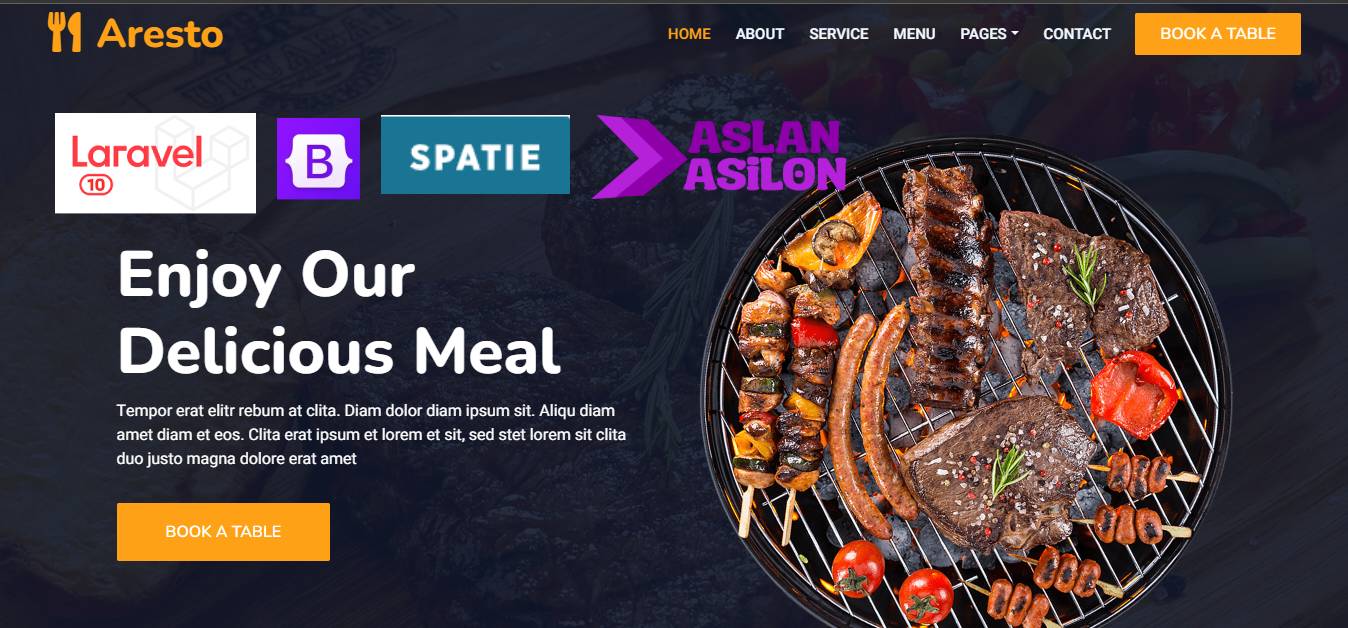 Aresto
HOME ABOUT SERVICE MENU PAGES CONTACT BOOK A TABLE
Laravel
10
B
SPATIE
ASLAN
ASiLON
Enjoy Our
Delicious Meal
Tempor erat elitr rebum at clita. Diam dolor diam ipsum sit. Aliqu diam
amet diam et eos. Clita erat ipsum et lorem et sit, sed stet lorem sit clita
duo justo magna dolore erat amet
BOOK A TABLE